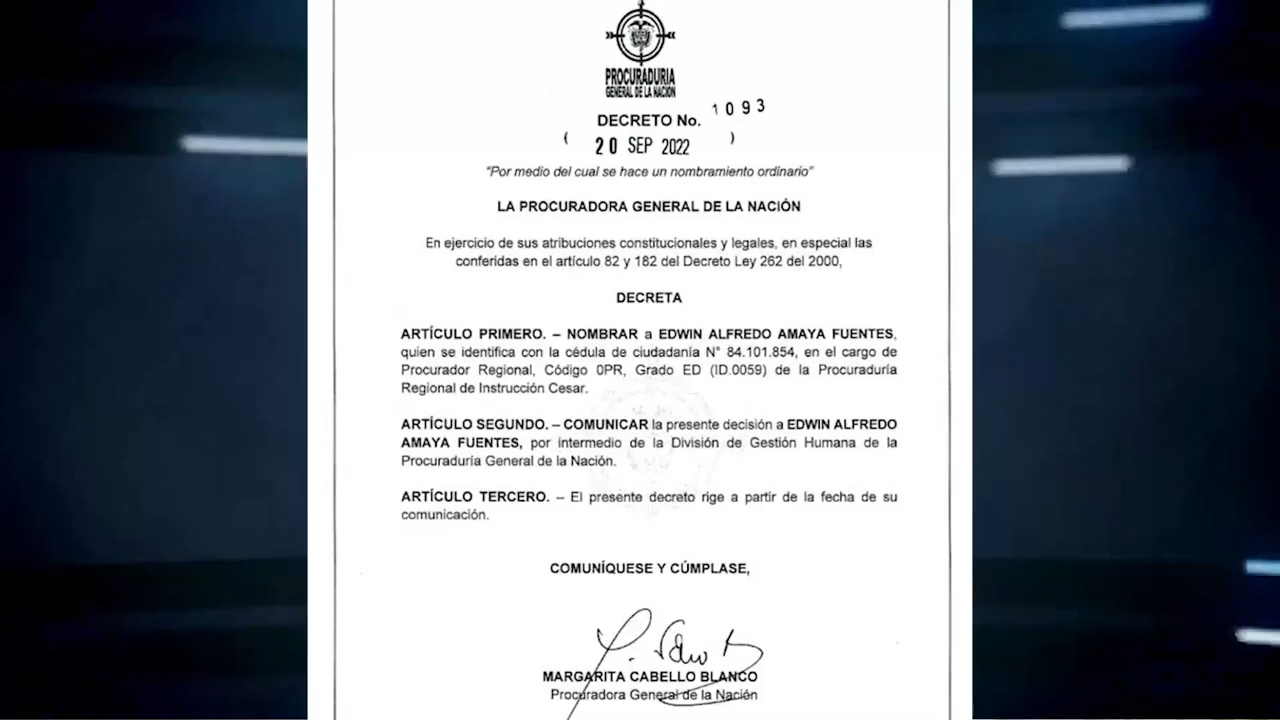 PROCURADURIA
GENERAL DE LA NACIÓN
DECRETO No. 1093
( 20 SEP 2022 )
"Por medio del cual se hace un nombramiento ordinario"
LA PROCURADORA GENERAL DE LA NACIÓN
En ejercicio de sus atribuciones constitucionales y legales, en especial las
conferidas en el artículo 82 y 182 del Decreto Ley 262 del 2000,
DECRETA
ARTÍCULO PRIMERO. – NOMBRAR a EDWIN ALFREDO AMAYA FUENTES,
quien se identifica con la cédula de ciudadanía N° 84.101.854, en el cargo de
Procurador Regional, Código 0PR, Grado ED (ID.0059) de la Procuraduría
Regional de Instrucción Cesar.
ARTÍCULO SEGUNDO. – COMUNICAR la presente decisión a EDWIN ALFREDO
AMAYA FUENTES, por intermedio de la División de Gestión Humana de la
Procuraduría General de la Nación.
ARTÍCULO TERCERO. – El presente decreto rige a partir de la fecha de su
comunicación.
COMUNÍQUESE Y CÚMPLASE,
MARGARITA CABELLO BLANCO
Procuradora General de la Nación